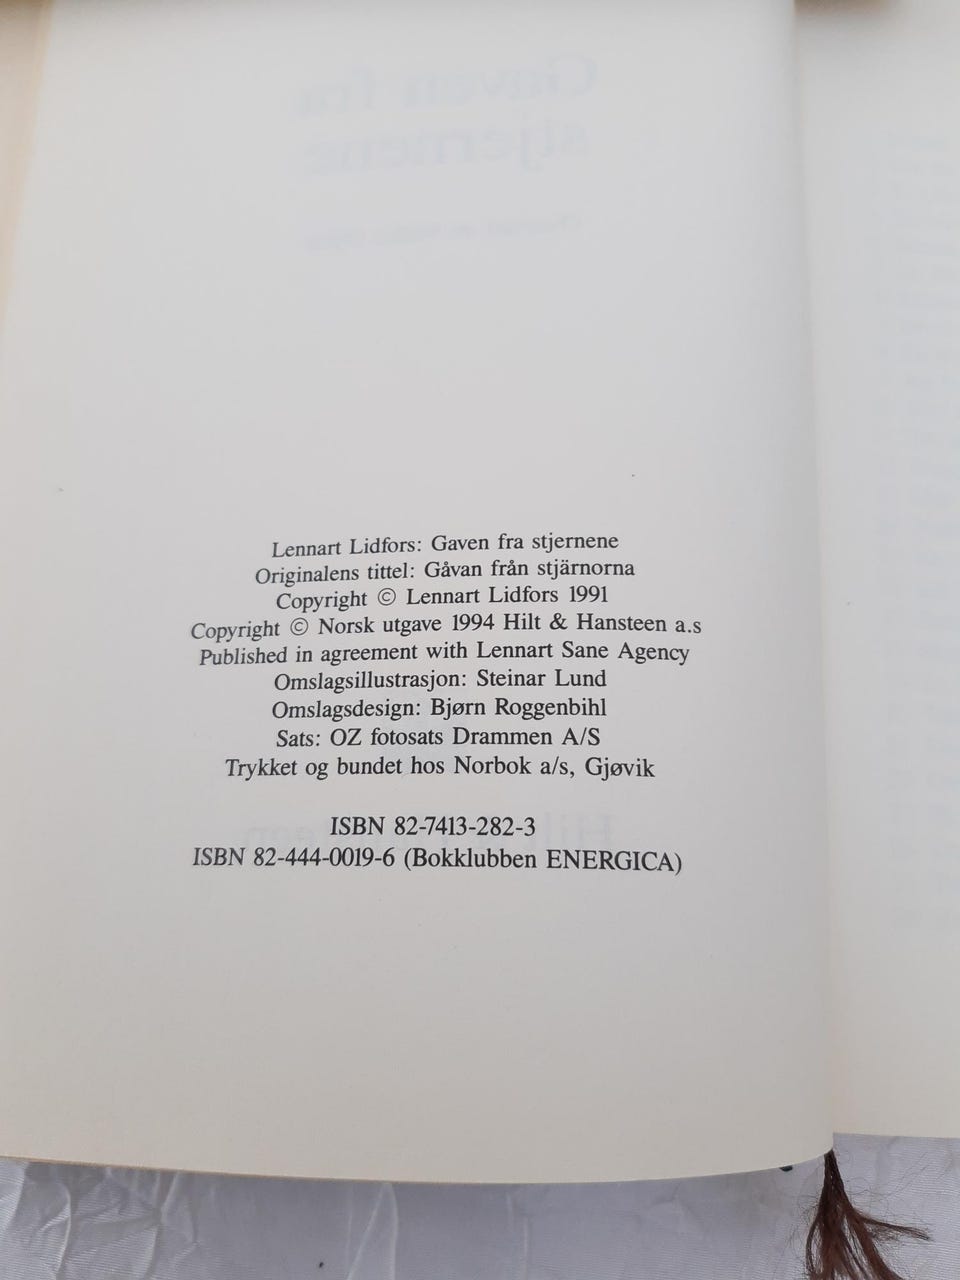 Lennart Lidfors: Gaven fra stjernene
Originalens tittel: Gåvan från stjärnorna
Copyright © Lennart Lidfors 1991
Copyright © Norsk utgave 1994 Hilt & Hansteen a.s
Published in agreement with Lennart Sane Agency
Omslagsillustrasjon: Steinar Lund
Omslagsdesign: Bjørn Roggenbihl
Sats: OZ fotosats Drammen A/S
Trykket og bundet hos Norbok a/s, Gjøvik
ISBN 82-7413-282-3
ISBN 82-444-0019-6 (Bokklubben ENERGICA)